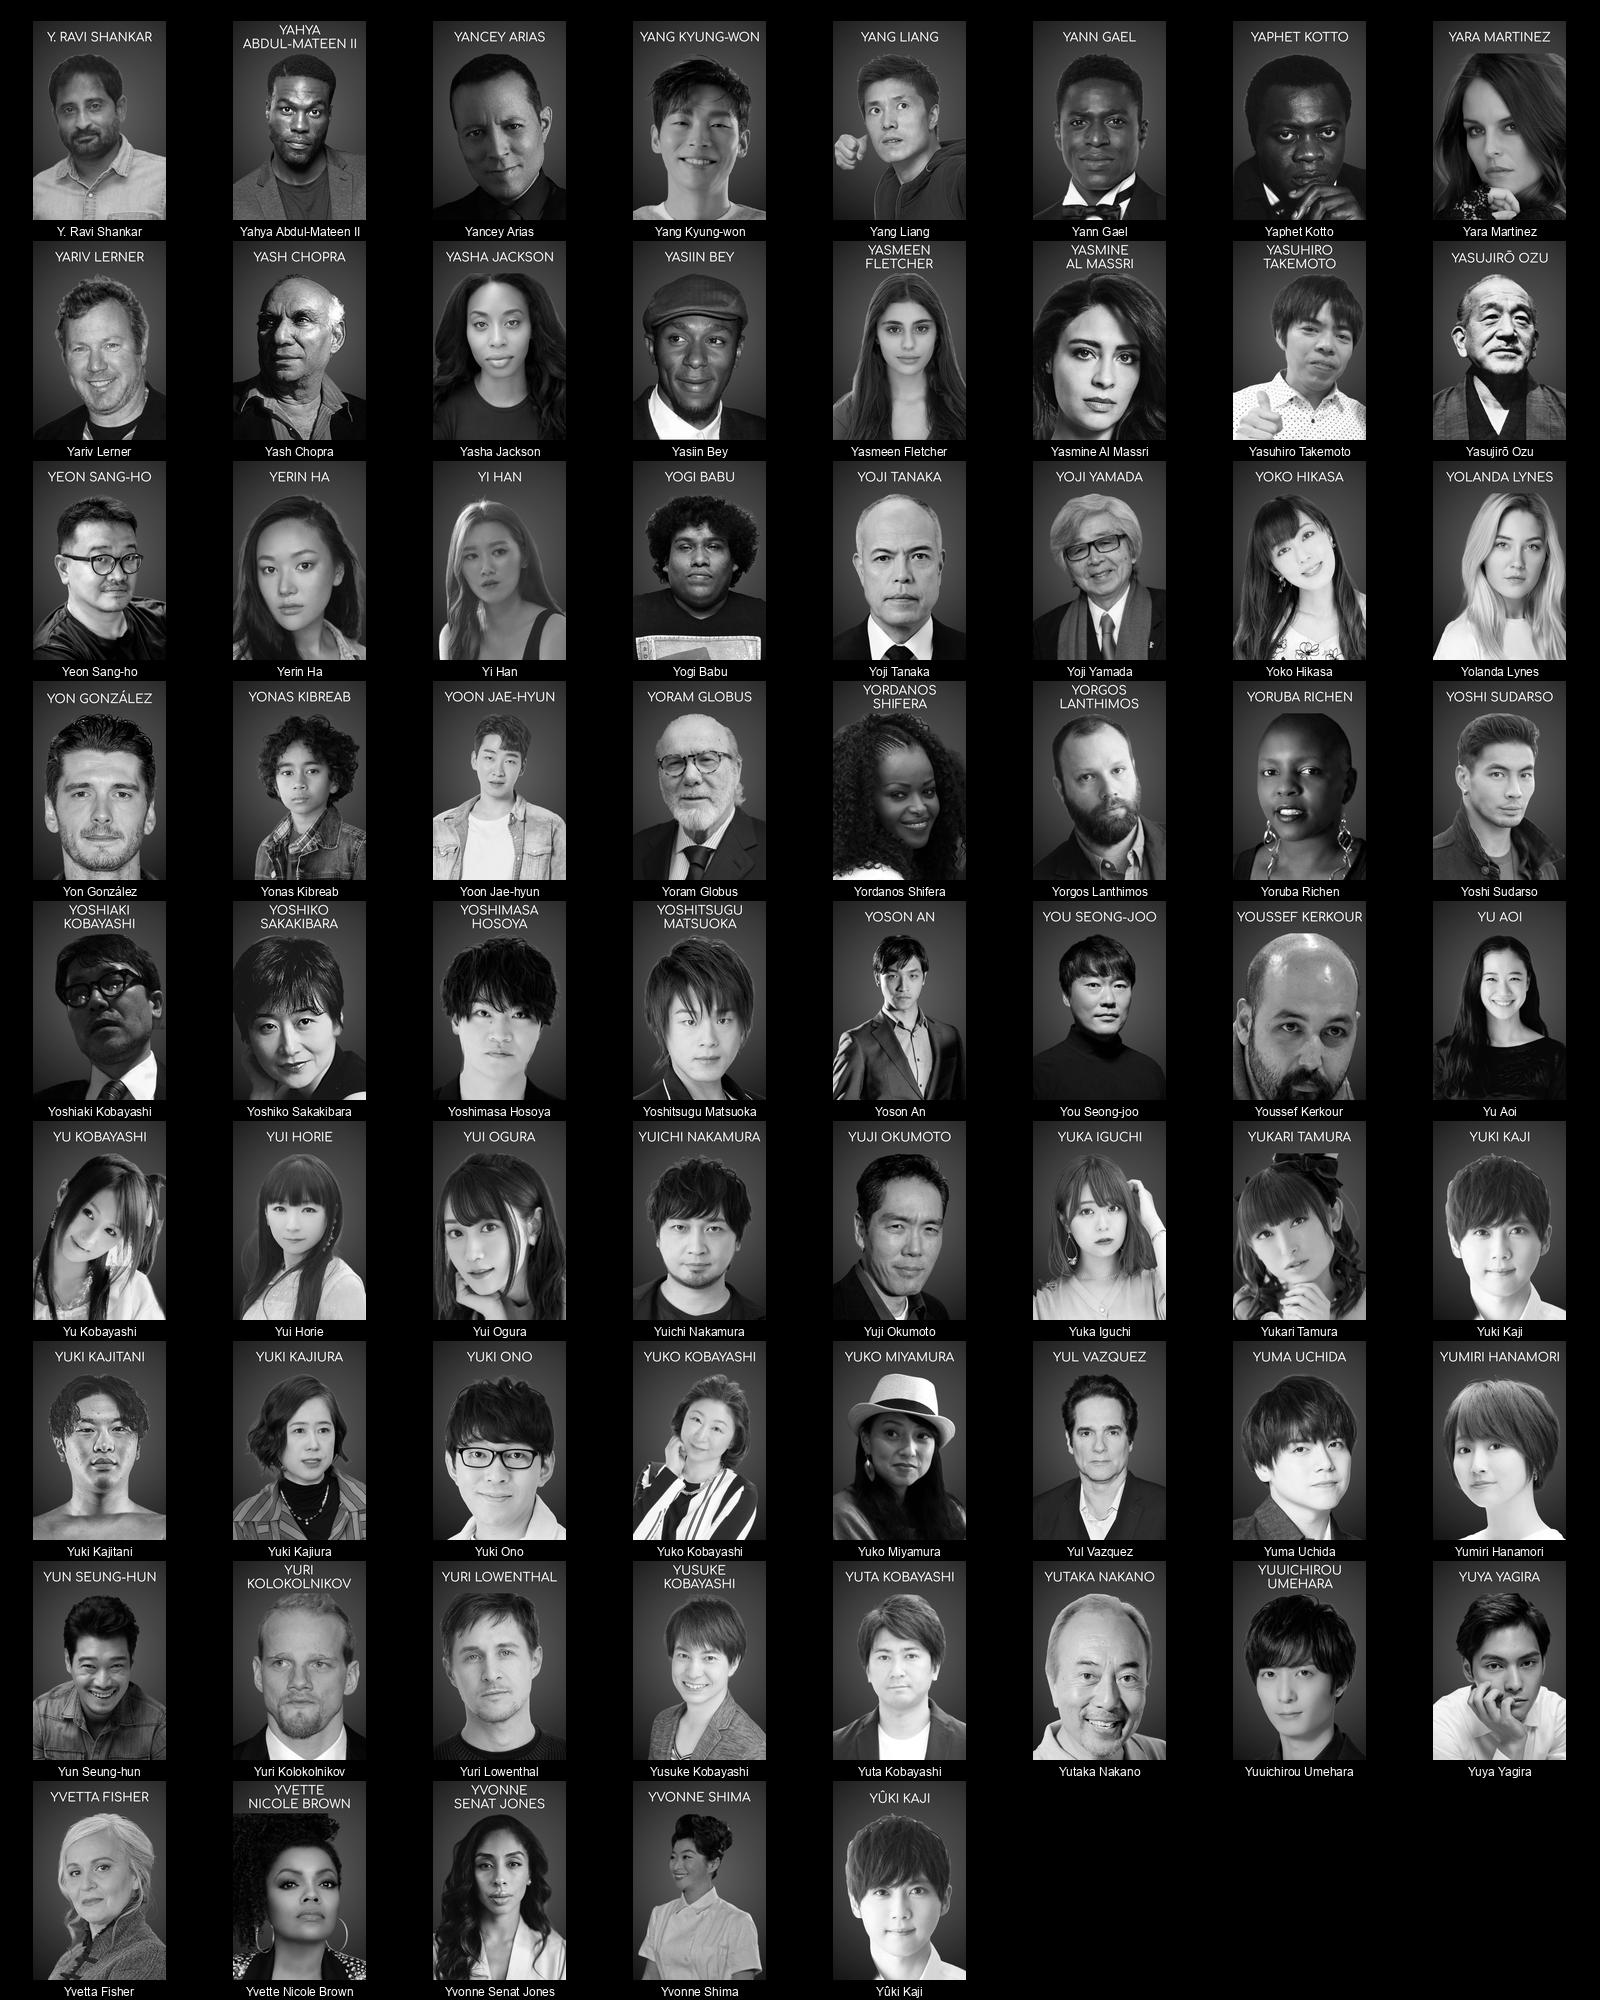 Y. RAVI SHANKAR
YAHYA
ABDUL-MATEEN II
YANCEY ARIAS
YANG KYUNG-WON
YANG LIANG
YANN GAEL
YAPHET KOTTO
YARA MARTINEZ
Y. Ravi Shankar
Yahya Abdul-Mateen II
Yancey Arias
Yang Kyung-won
Yang Liang
Yann Gael
Yaphet Kotto
Yara Martinez
YARIV LERNER
YASH CHOPRA
YASHA JACKSON
YASIIN BEY
YASMEEN
FLETCHER
YASMINE
AL MASSRI
YASUHIRO
TAKEMOTO
YASUJIRŌ OZU
Yariv Lerner
Yash Chopra
Yasha Jackson
Yasiin Bey
Yasmeen Fletcher
Yasmine Al Massri
Yasuhiro Takemoto
Yasujirō Ozu
YEON SANG-HO
YERIN HA
YI HAN
YOGI BABU
YOJI TANAKA
YOJI YAMADA
YOKO HIKASA
YOLANDA LYNES
Yeon Sang-ho
Yerin Ha
Yi Han
Yogi Babu
Yoji Tanaka
Yoji Yamada
Yoko Hikasa
Yolanda Lynes
YON GONZÁLEZ
YONAS KIBREAB
YOON JAE-HYUN
YORAM GLOBUS
YORDANOS
SHIFERA
YORGOS
LANTHIMOS
YORUBA RICHEN
YOSHI SUDARSO
Yon González
Yonas Kibreab
Yoon Jae-hyun
Yoram Globus
Yordanos Shifera
Yorgos Lanthimos
Yoruba Richen
Yoshi Sudarso
YOSHIAKI
KOBAYASHI
YOSHIKO
SAKAKIBARA
YOSHIMASA
HOSOYA
YOSHITSUGU
MATSUOKA
YOSON AN
YOU SEONG-JOO
YOUSSEF KERKOUR
YU AOI
Yoshiaki Kobayashi
Yoshiko Sakakibara
Yoshimasa Hosoya
Yoshitsugu Matsuoka
Yoson An
You Seong-joo
Youssef Kerkour
Yu Aoi
YU KOBAYASHI
YUI HORIE
YUI OGURA
YUICHI NAKAMURA
YUJI OKUMOTO
YUKA IGUCHI
YUKARI TAMURA
YUKI KAJI
Yu Kobayashi
Yui Horie
Yui Ogura
Yuichi Nakamura
Yuji Okumoto
Yuka Iguchi
Yukari Tamura
Yuki Kaji
YUKI KAJITANI
YUKI KAJIURA
YUKI ONO
YUKO KOBAYASHI
YUKO MIYAMURA
YUL VAZQUEZ
YUMA UCHIDA
YUMIRI HANAMORI
Yuki Kajitani
Yuki Kajiura
Yuki Ono
Yuko Kobayashi
Yuko Miyamura
Yul Vazquez
Yuma Uchida
Yumiri Hanamori
YUN SEUNG-HUN
YURI
KOLOKOLNIKOV
YURI LOWENTHAL
YUSUKE
KOBAYASHI
YUTA KOBAYASHI
YUTAKA NAKANO
YUUICHIROU
UMEHARA
YUYA YAGIRA
Yun Seung-hun
Yuri Kolokolnikov
Yuri Lowenthal
Yusuke Kobayashi
Yuta Kobayashi
Yutaka Nakano
Yuuichirou Umehara
Yuya Yagira
YVETTA FISHER
YVETTE
NICOLE BROWN
YVONNE
SENAT JONES
YVONNE SHIMA
YÛKI KAJI
Yvetta Fisher
Yvette Nicole Brown
Yvonne Senat Jones
Yvonne Shima
Yûki Kaji